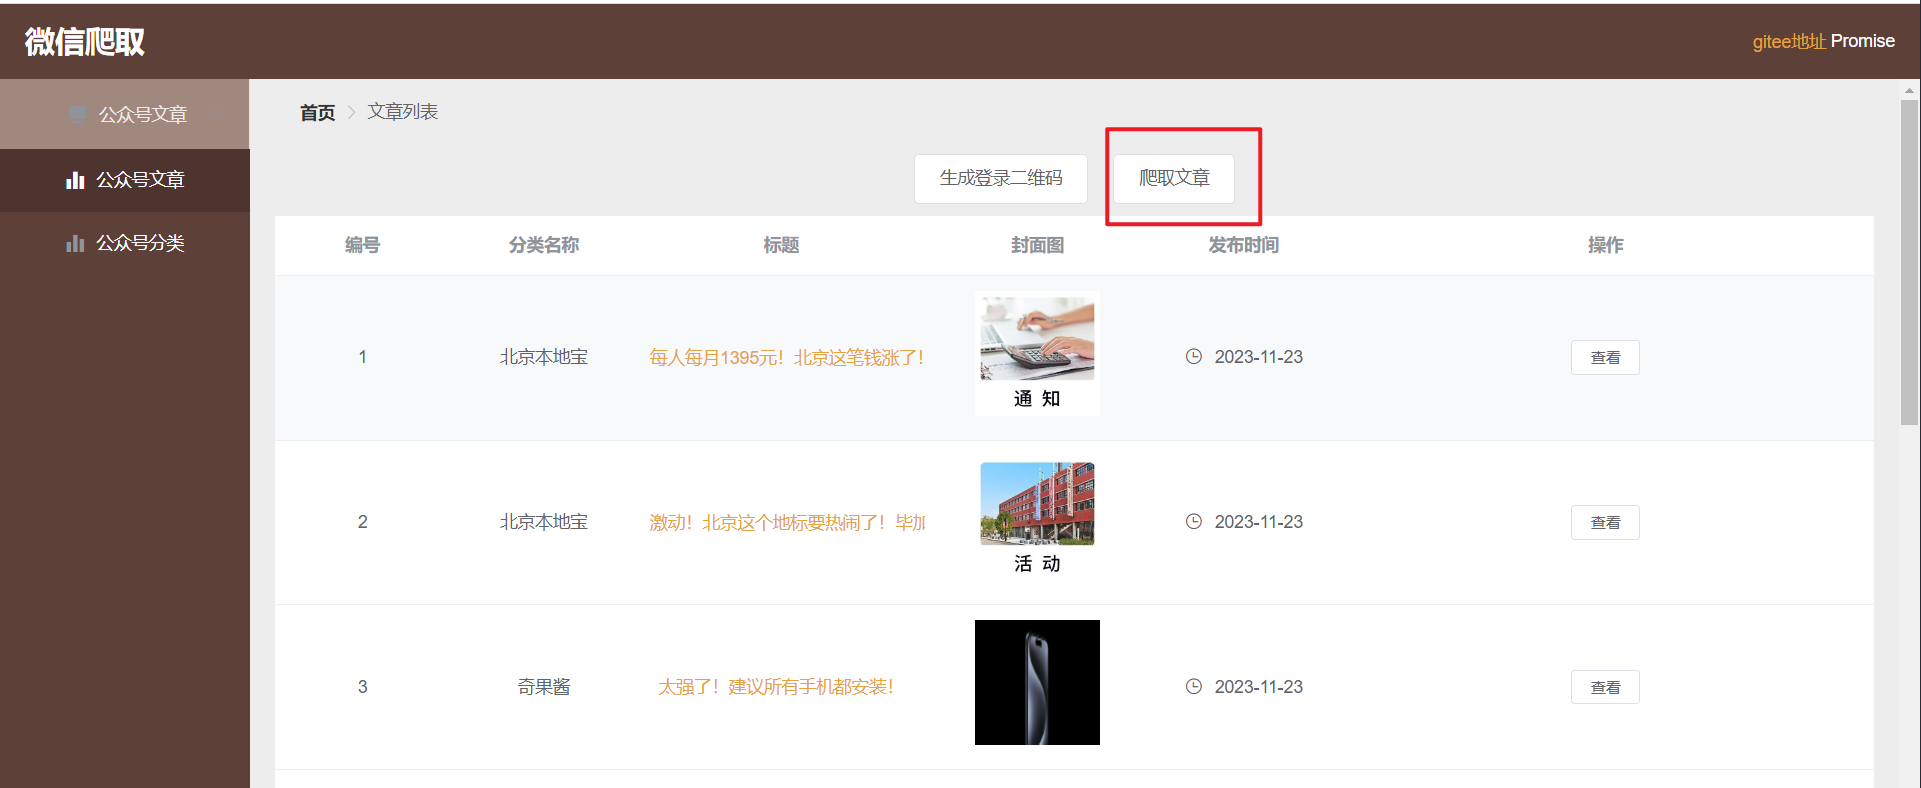 微信爬取
gitee地址 Promise
公众号文章
公众号文章
公众号分类
首页 文章列表
生成登录二维码 爬取文章
编号 分类名称 标题 封面图 发布时间 操作
1 北京本地宝 每人每月1395元！北京这笔钱涨了！ 2023-11-23 查看
通 知
2 北京本地宝 激动！北京这个地标要热闹了！毕加 2023-11-23 查看
活 动
3 奇果酱 太强了！建议所有手机都安装！ 2023-11-23 查看